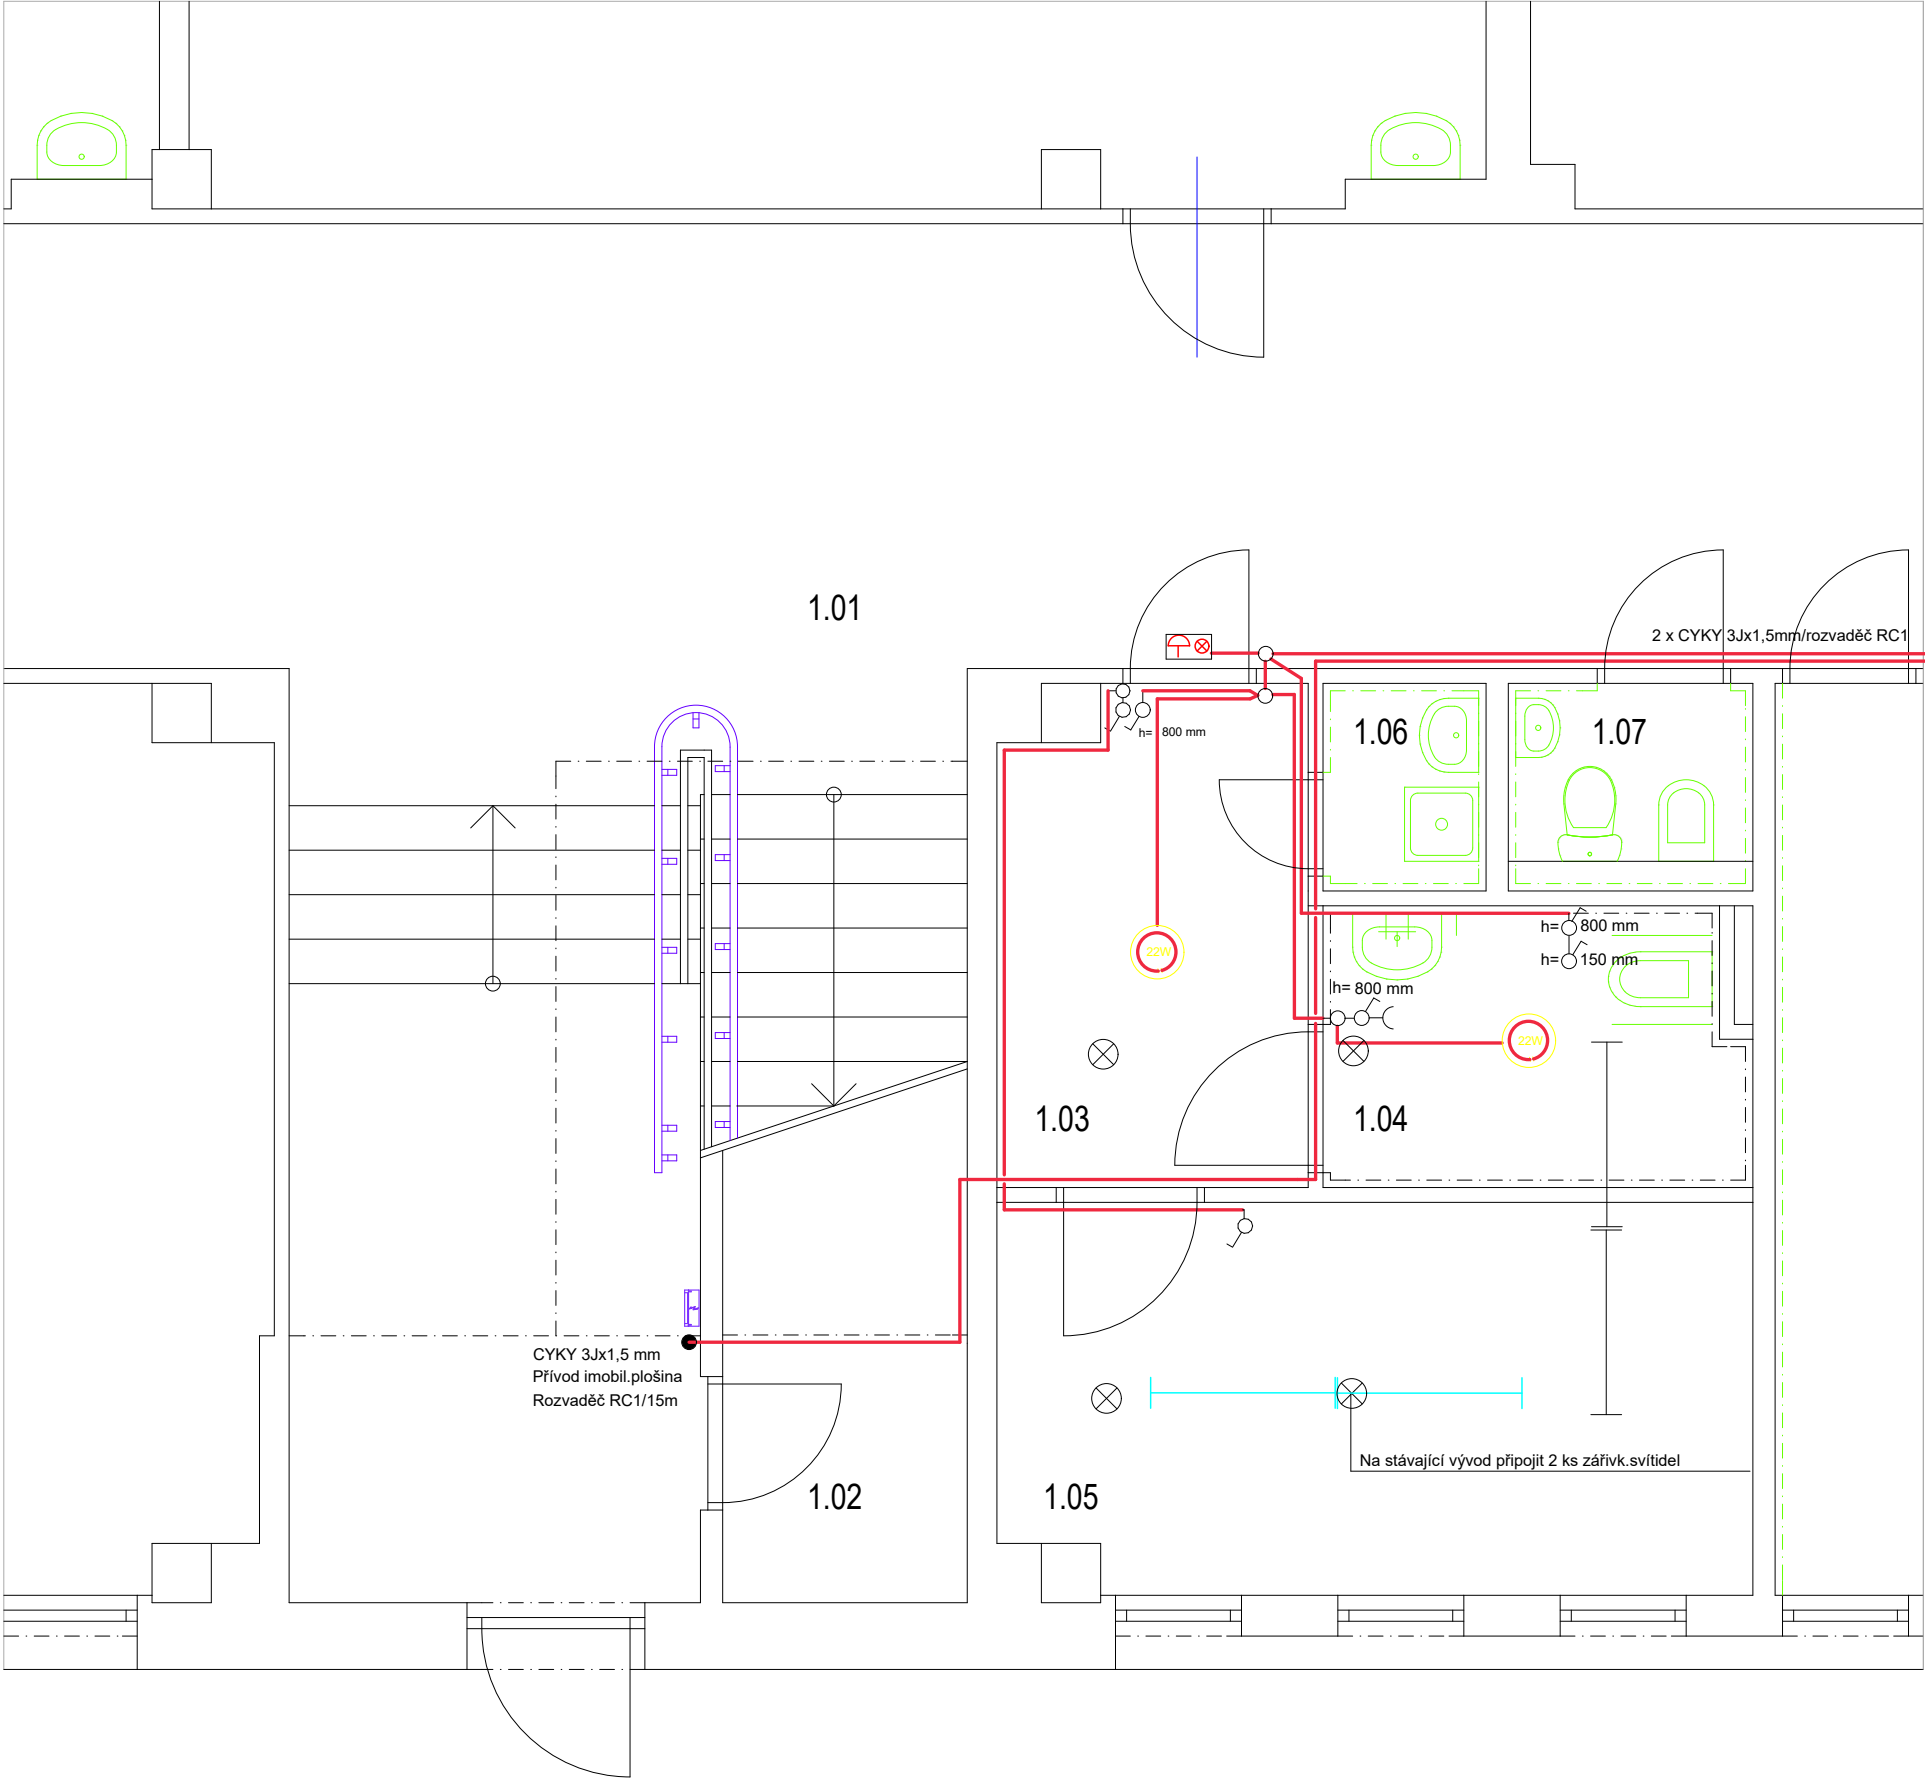 1.01
2 x CYKY 3Jx1,5mm/rozvaděč RC1
h= 800 mm
1.06
1.07
h= 800 mm
h= 150 mm
22W
h= 800 mm
22W
1.03
1.04
CYKY 3Jx1,5 mm
Přívod imobil.plošina
Rozvaděč RC1/15m
Na stávající vývod připojit 2 ks zářivk.svítidel
1.02
1.05